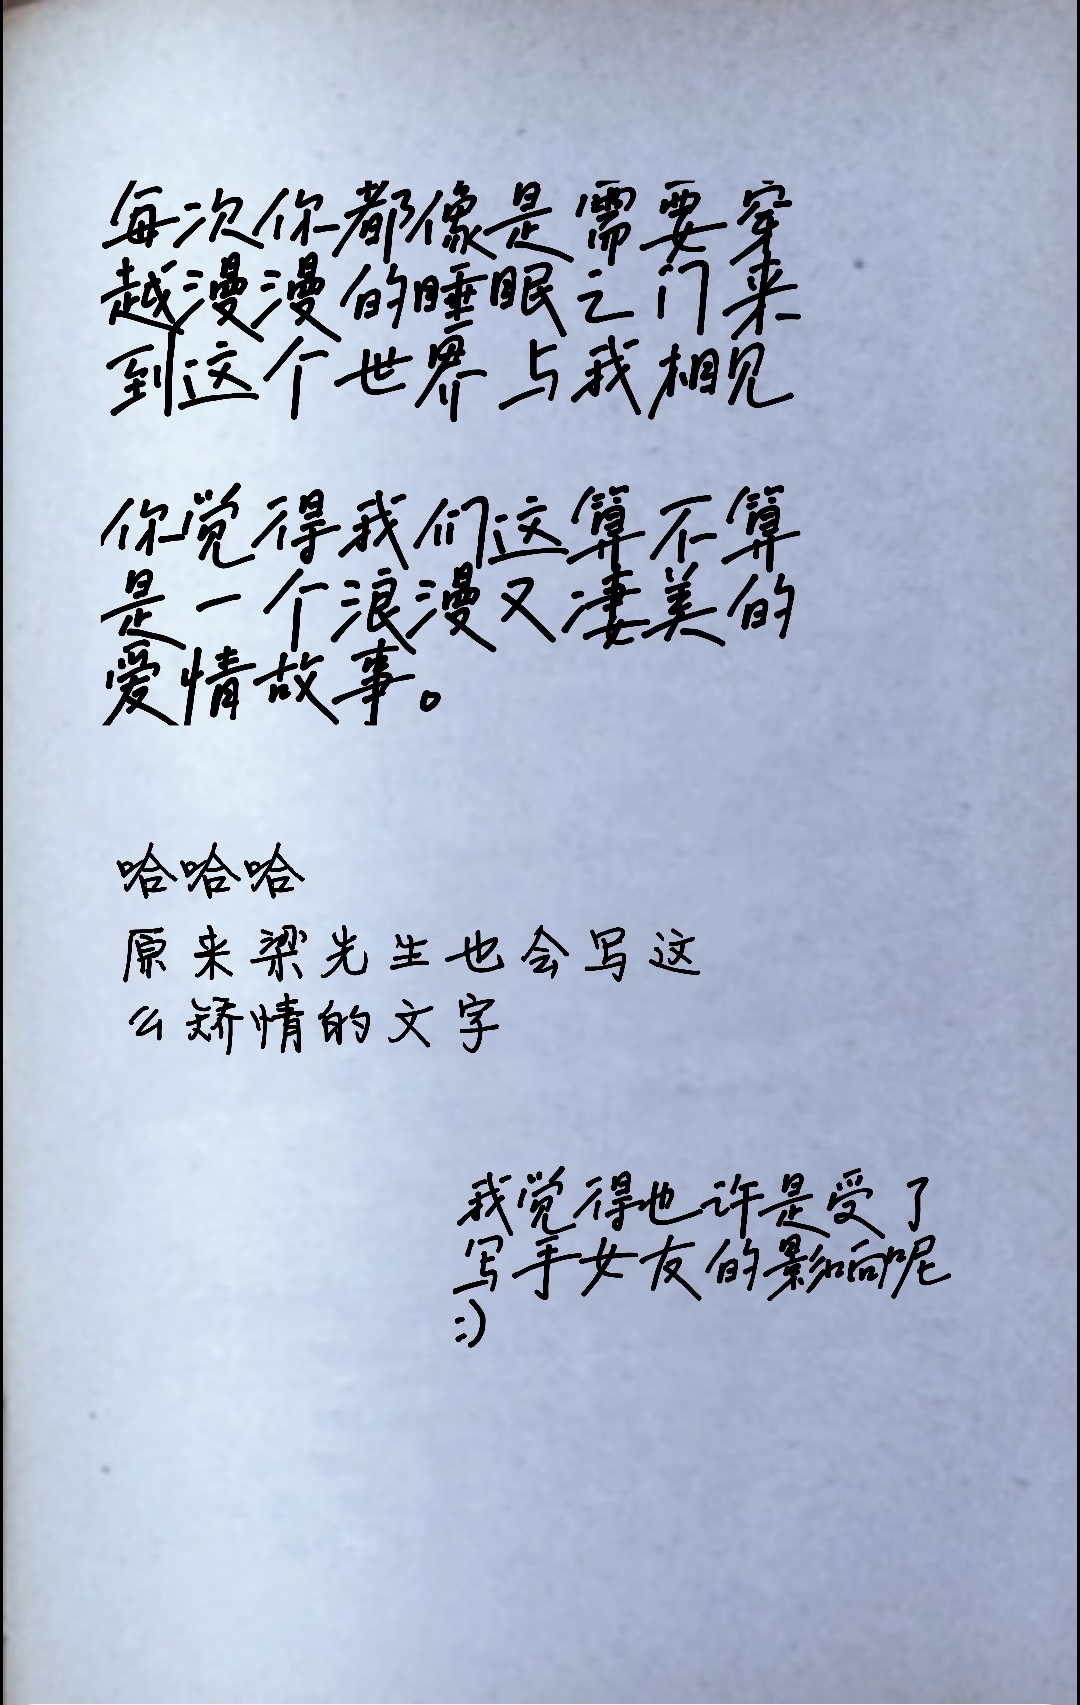 每次你都像是需要穿
越漫漫的睡眠之门来
到这个世界与我相见
你觉得我们这算不算
是一个浪漫又凄美的
爱情故事。
哈哈哈
原来梁先生也会写这
么矫情的文字
我觉得也许是受了
写手女友的影响呢
:)